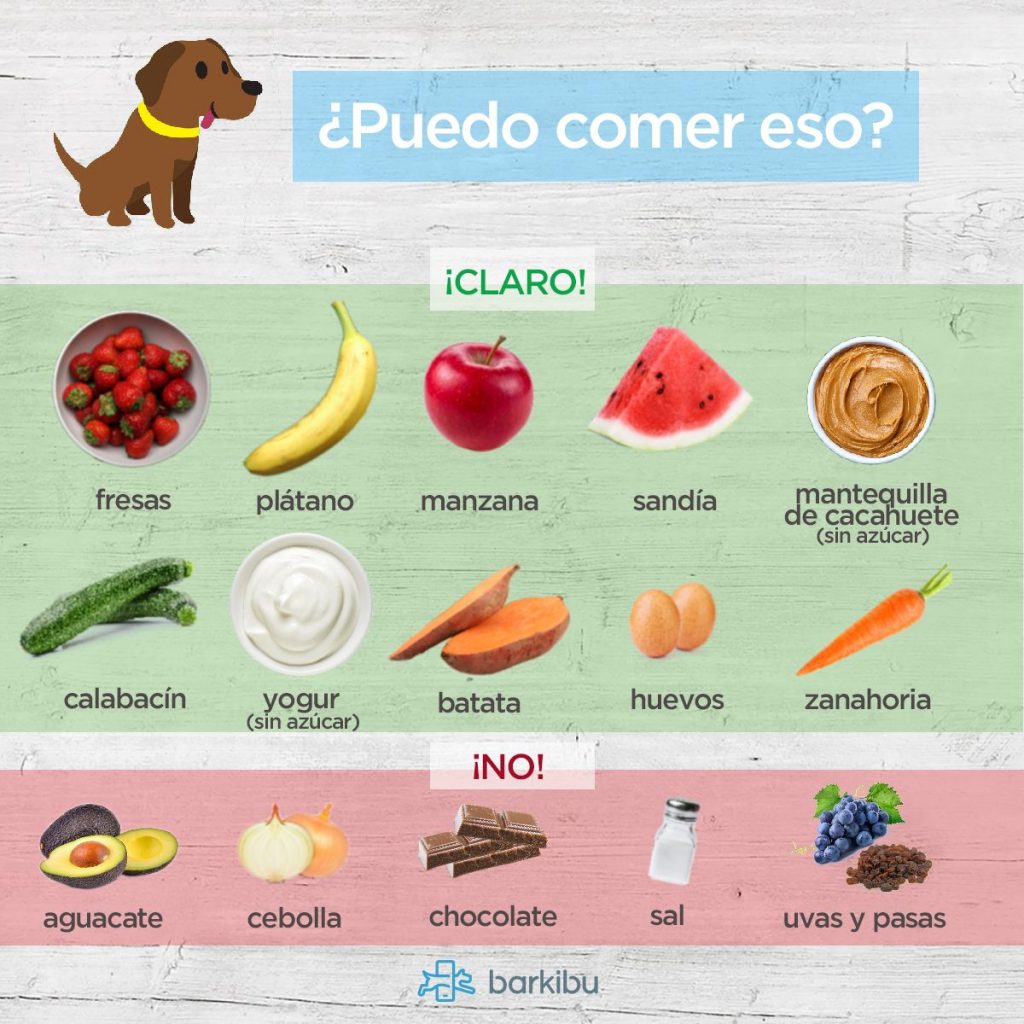 ¿Puedo comer eso?
¡CLARO!
fresas
plátano
manzana
sandía
mantequilla
de cacahuete
(sin azúcar)
calabacín
yogur
(sin azúcar)
batata
huevos
zanahoria
¡NO!
aguacate
cebolla
chocolate
sal
uvas y pasas
barkibu